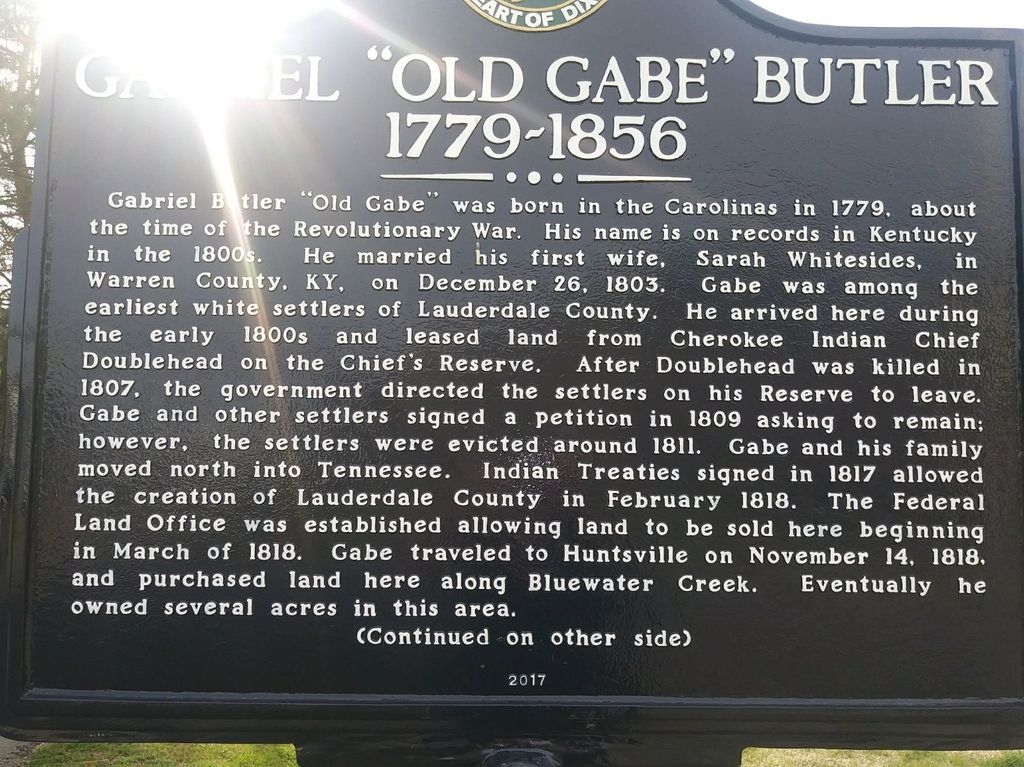 EART OF DIX
"OLD GABE" BUTLER
1779-1856
Gabriel Butler "Old Gabe" was born in the Carolinas in 1779, about
the time of the Revolutionary War. His name is on records in Kentucky
in the 1800s. He married his first wife, Sarah Whitesides, in
Warren County, KY, on December 26, 1803. Gabe was among the
earliest white settlers of Lauderdale County. He arrived here during
the early 1800s and leased land from Cherokee Indian Chief
Doublehead on the Chief's Reserve. After Doublehead was killed in
1807, the government directed the settlers on his Reserve to leave.
Gabe and other settlers signed a petition in 1809 asking to remain;
however, the settlers were evicted around 1811. Gabe and his family
moved north into Tennessee. Indian Treaties signed in 1817 allowed
the creation of Lauderdale County in February 1818. The Federal
Land Office was established allowing land to be sold here beginning
in March of 1818. Gabe traveled to Huntsville on November 14, 1818,
and purchased land here along Bluewater Creek. Eventually he
owned several acres in this area.
(Continued on other side)
2017